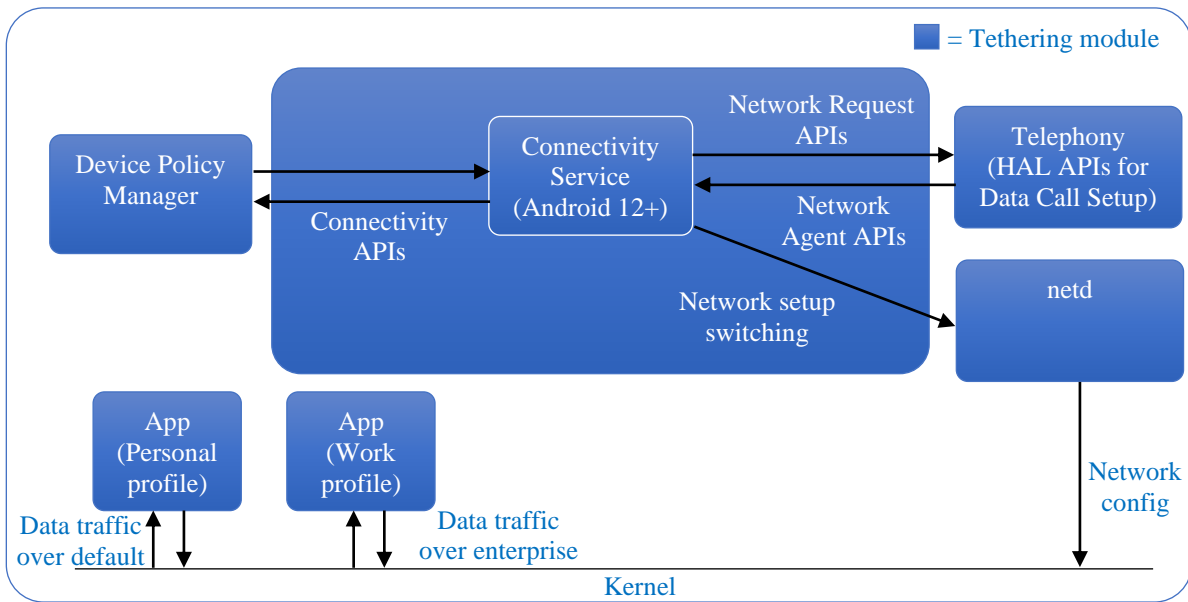 = Tethering module
Network Request
APIs
Connectivity
Service
(Android 12+)
Telephony
(HAL APIs for
Data Call Setup)
Device Policy
Manager
Connectivity
APIs
Network
Agent APIs
Network setup
switching
netd
App
(Personal
profile)
App
(Work
profile)
Network
config
Data traffic
over default
Data traffic
over enterprise
Kernel